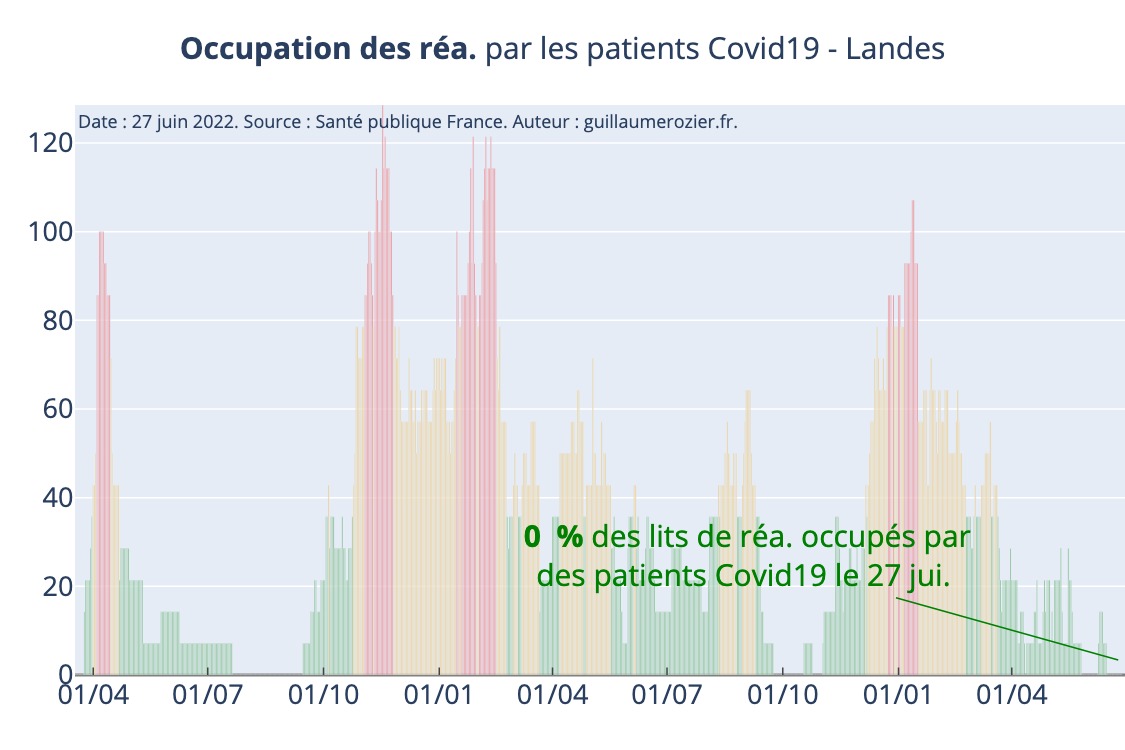 Occupation des réa. par les patients Covid19 - Landes
Date : 27 juin 2022. Source : Santé publique France. Auteur : guillaumerozier.fr.
120
100
80
60
40
20
0
0 % des lits de réa. occupés par
des patients Covid19 le 27 jui.
01/04 01/07 01/10 01/01 01/04 01/07 01/10 01/01 01/04